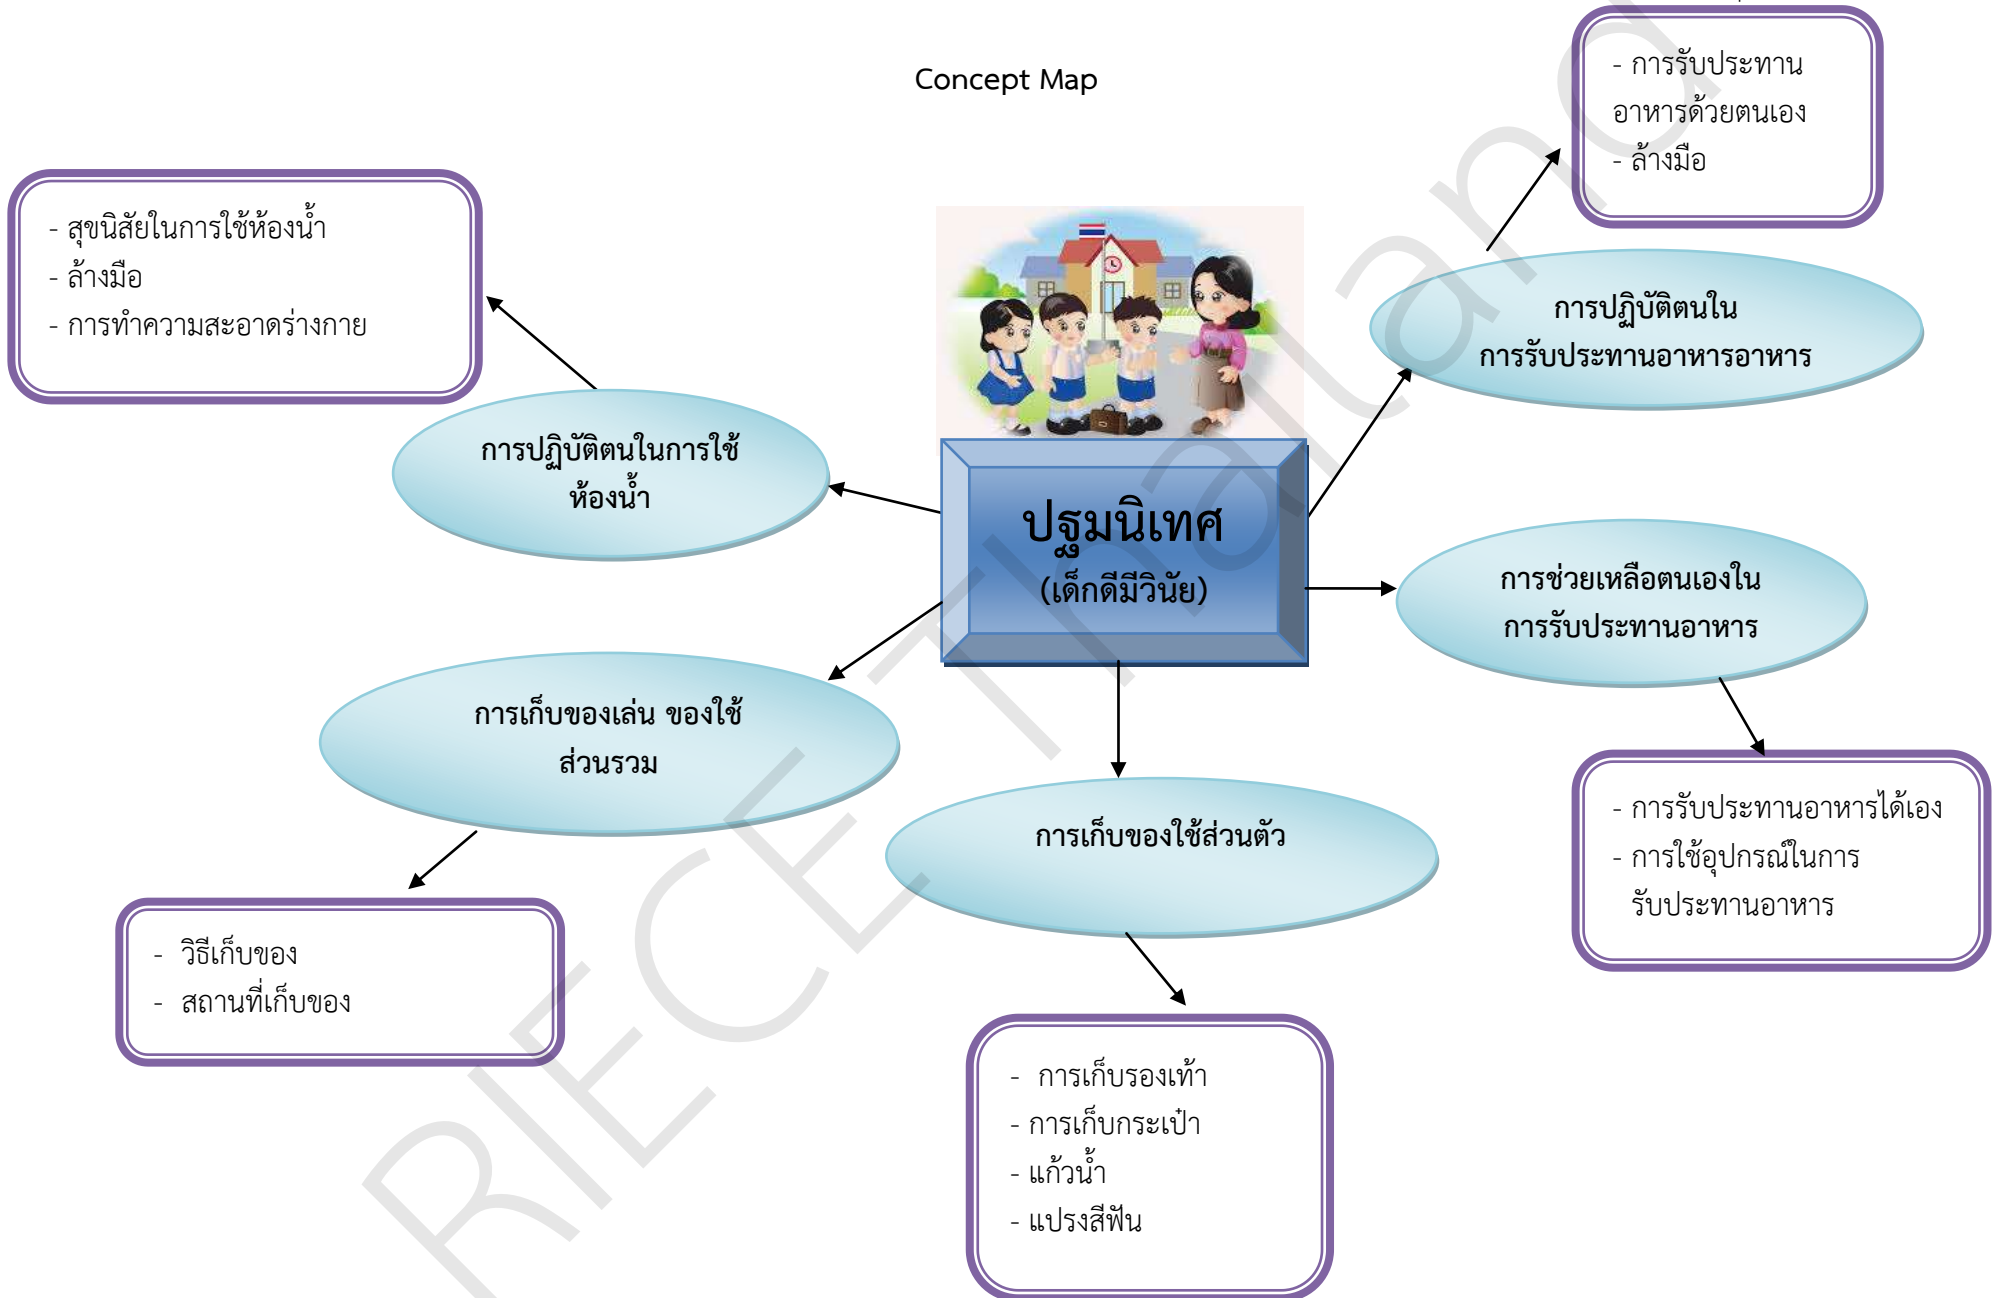 Concept Map
- การรับประทาน
อาหารด้วยตนเอง
- ล้างมือ
- สุขนิสัยในการใช้ห้องน้ำ
- ล้างมือ
- การทำความสะอาดร่างกาย
การปฏิบัติตนใน
การรับประทานอาหารอาหาร
การปฏิบัติตนในการใช้
ห้องน้ำ
ปฐมนิเทศ
(เด็กดีมีวินัย)
การช่วยเหลือตนเองใน
การรับประทานอาหาร
การเก็บของเล่น ของใช้
ส่วนรวม
การเก็บของใช้ส่วนตัว
- การรับประทานอาหารได้เอง
- การใช้อุปกรณ์ในการ
รับประทานอาหาร
- วิธีเก็บของ
- สถานที่เก็บของ
- การเก็บรองเท้า
- การเก็บกระเป๋า
- แก้วน้ำ
- แปรงสีฟัน
RIECE Thailand